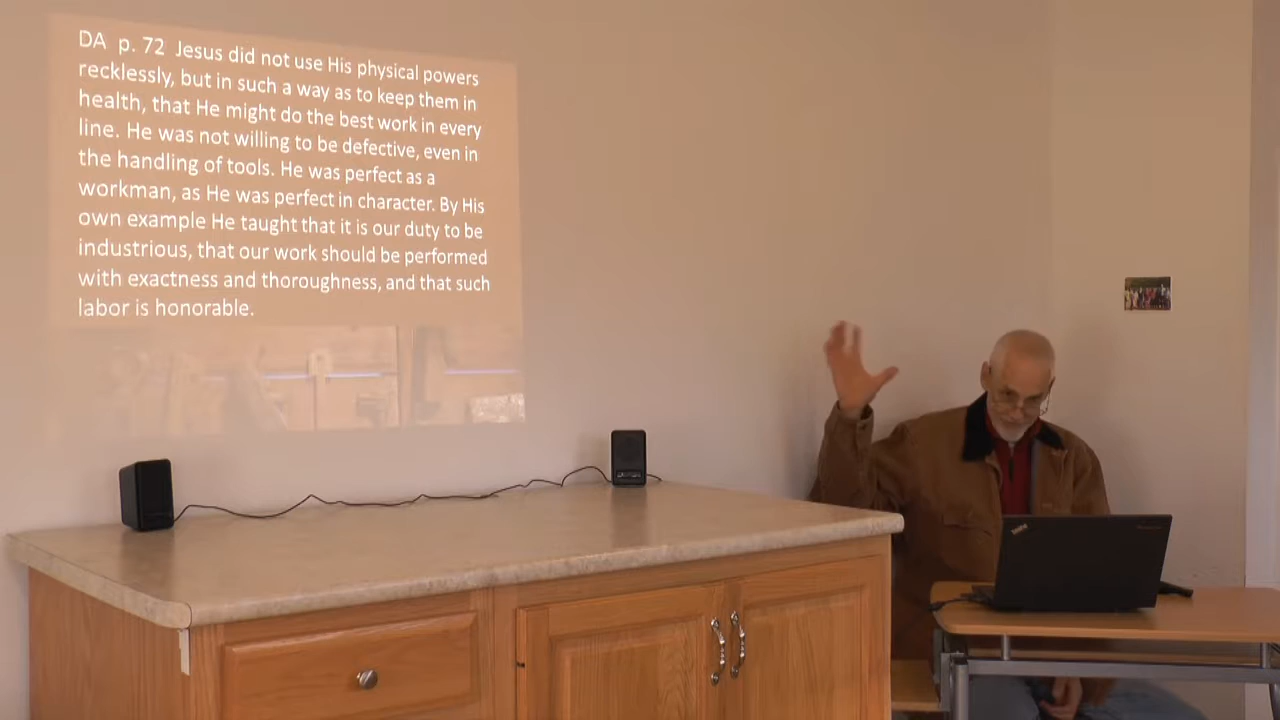 DA p. 72 Jesus did not use His physical powers
recklessly, but in such a way as to keep them in
health, that He might do the best work in every
line. He was not willing to be defective, even in
the handling of tools. He was perfect as a
workman, as He was perfect in character. By His
own example He taught that it is our duty to be
industrious, that our work should be performed
with exactness and thoroughness, and that such
labor is honorable.